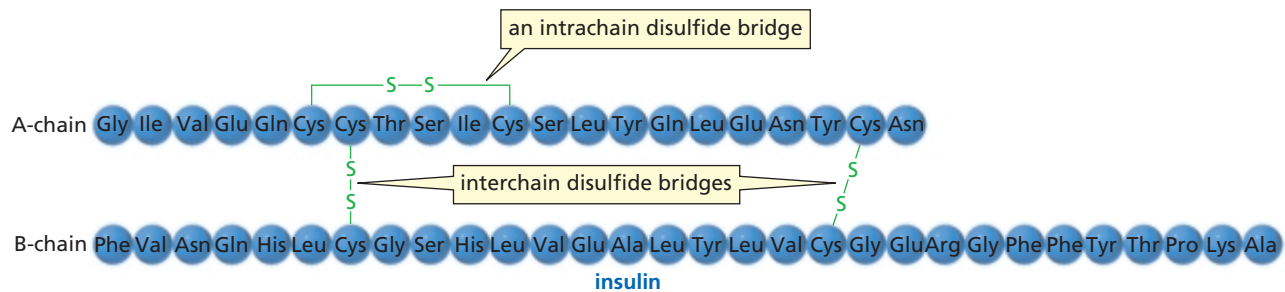 an intrachain disulfide bridge
S S
A-chain Gly Ile Val Glu Gln Cys Cys Thr Ser Ile Cys Ser Leu Tyr Gln Leu Glu Asn Tyr Cys Asn
S S
interchain disulfide bridges
S S
B-chain Phe Val Asn Gln His Leu Cys Gly Ser His Leu Val Glu Ala Leu Tyr Leu Val Cys Gly Glu Arg Gly Phe Phe Tyr Thr Pro Lys Ala
insulin